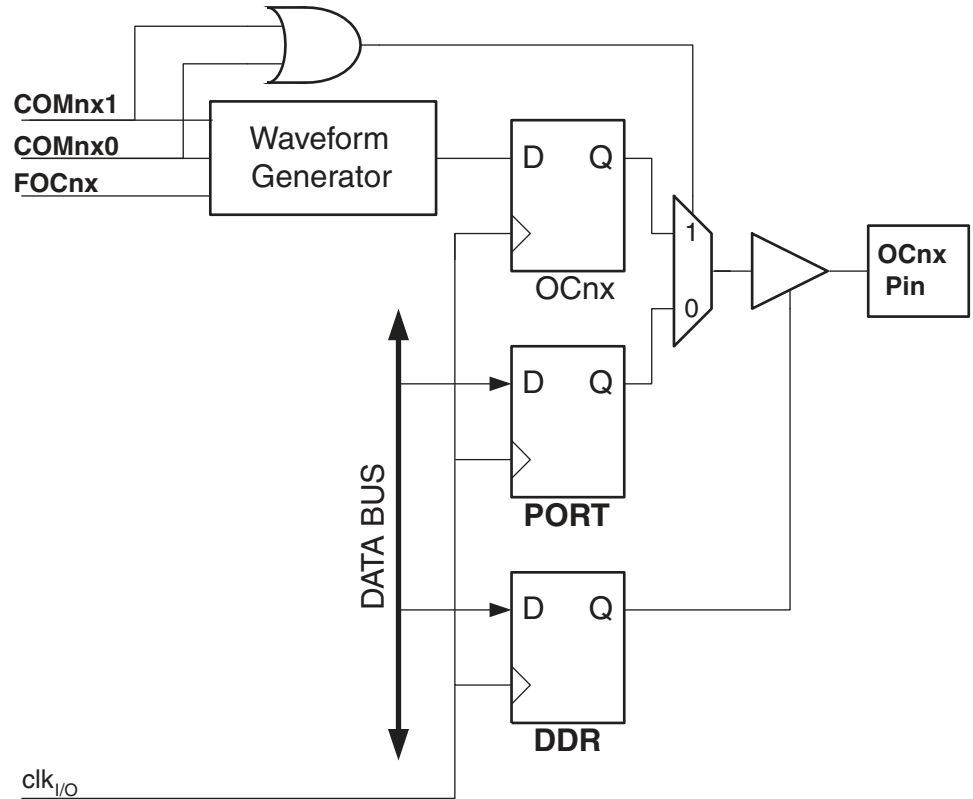 COMnx1
COMnx0
FOCnx
Waveform
Generator
D Q
OCnx
1
0
OCnx
Pin
D Q
PORT
DATA BUS
D Q
DDR
clkI/O